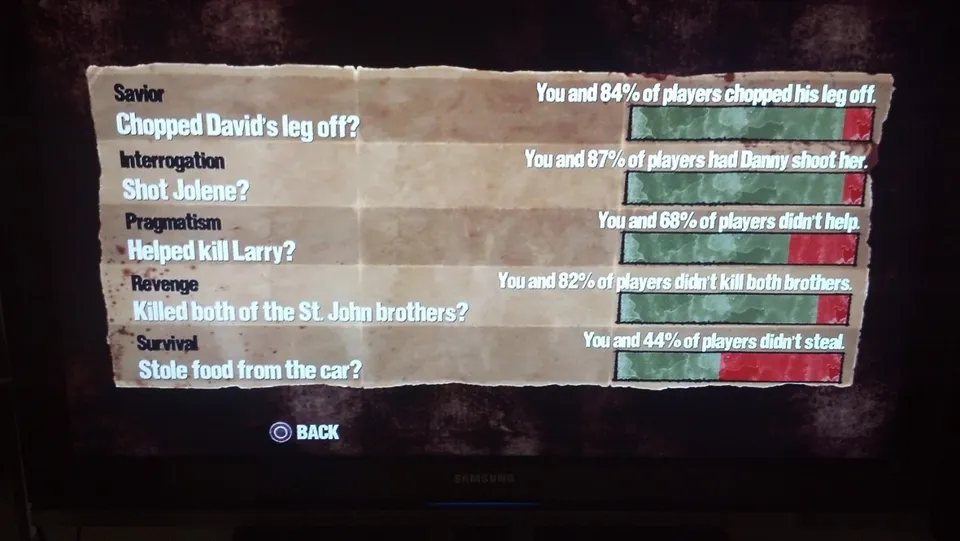 Savior
You and 84% of players chopped his leg off.
Chopped David's leg off?
Interrogation
You and 87% of players had Danny shoot her.
Shot Jolene?
Pragmatism
You and 68% of players didn't help.
Helped kill Larry?
Revenge
You and 82% of players didn't kill both brothers.
Killed both of the St. John brothers?
Survival
You and 44% of players didn't steal.
Stole food from the car?
BACK
SAMSUNG